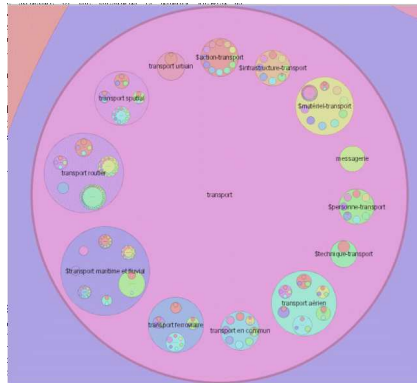 transport urbain
$action-transport
$infrastructure-transport
transport spatial
$matériel-transport
messagerie
transport routier
transport
$personne-transport
$technique-transport
$transport maritime et fluvial
transport aérien
transport ferroviaire
transport en commun